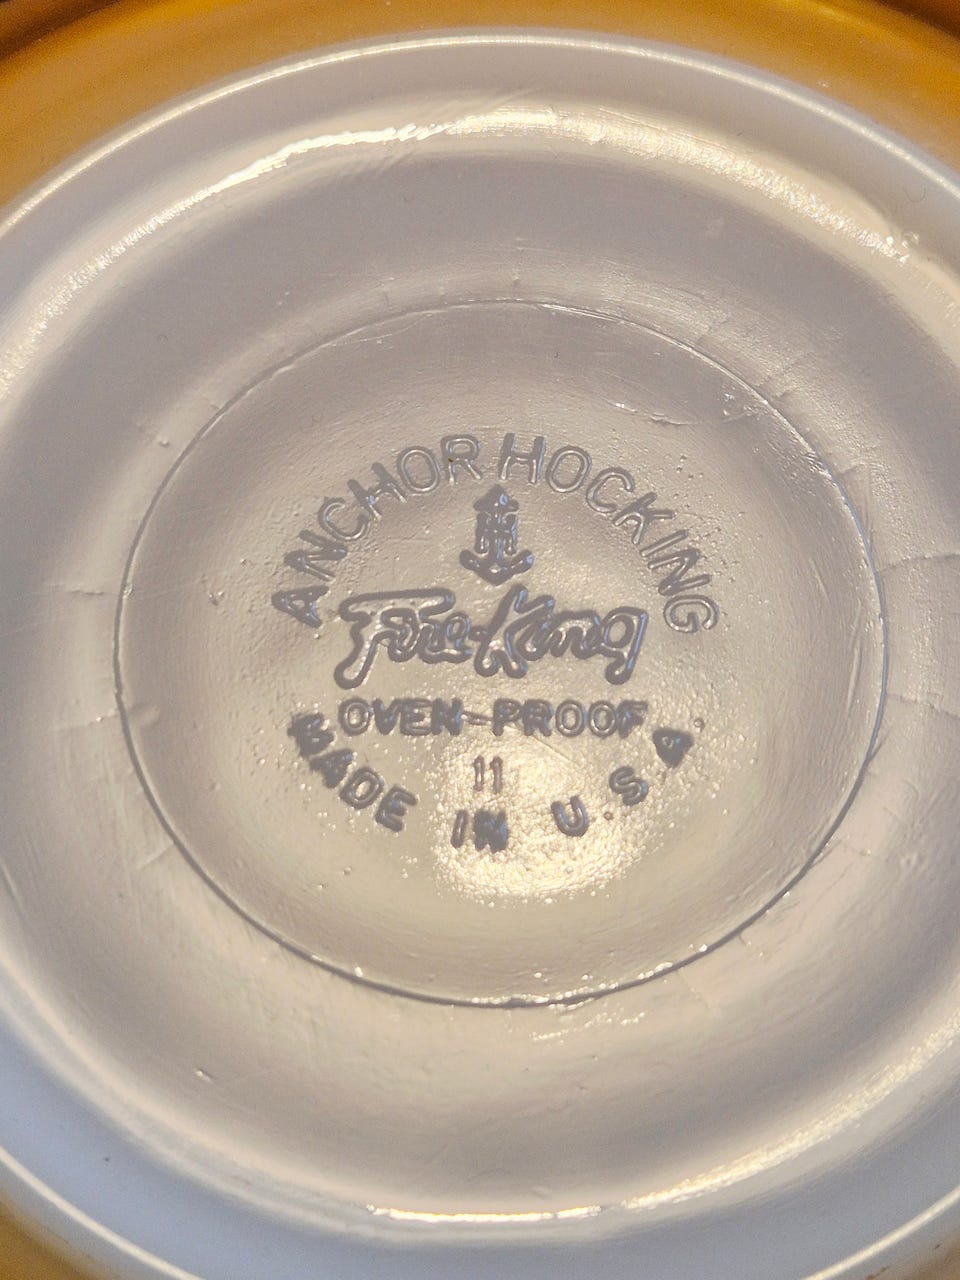 ANCHOR HOCKING
Fire-King
OVEN-PROOF
11
MADE IN U.S.A.